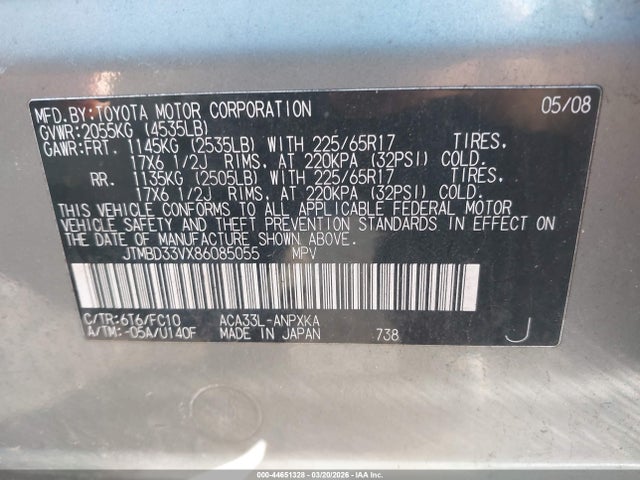 MFD.BY:TOYOTA MOTOR CORPORATION 05/08
GVWR:2055KG (4535LB)
GAWR:FRT. 1145KG (2535LB) WITH 225/65R17 TIRES,
17X6 1/2J RIMS, AT 220KPA (32PSI) COLD.
RR. 1135KG (2505LB) WITH 225/65R17 TIRES,
17X6 1/2J RIMS, AT 220KPA (32PSI) COLD.
THIS VEHICLE CONFORMS TO ALL APPLICABLE FEDERAL MOTOR
VEHICLE SAFETY AND THEFT PREVENTION STANDARDS IN EFFECT ON
THE DATE OF MANUFACTURE SHOWN ABOVE.
JTMBD33VX86085055 MPV
C/TR:6T6/FC10 ACA33L-ANPXKA
A/TM:-05A/U140F MADE IN JAPAN 738 J
000-44651328 - 03/20/2026 - IAAI.COM